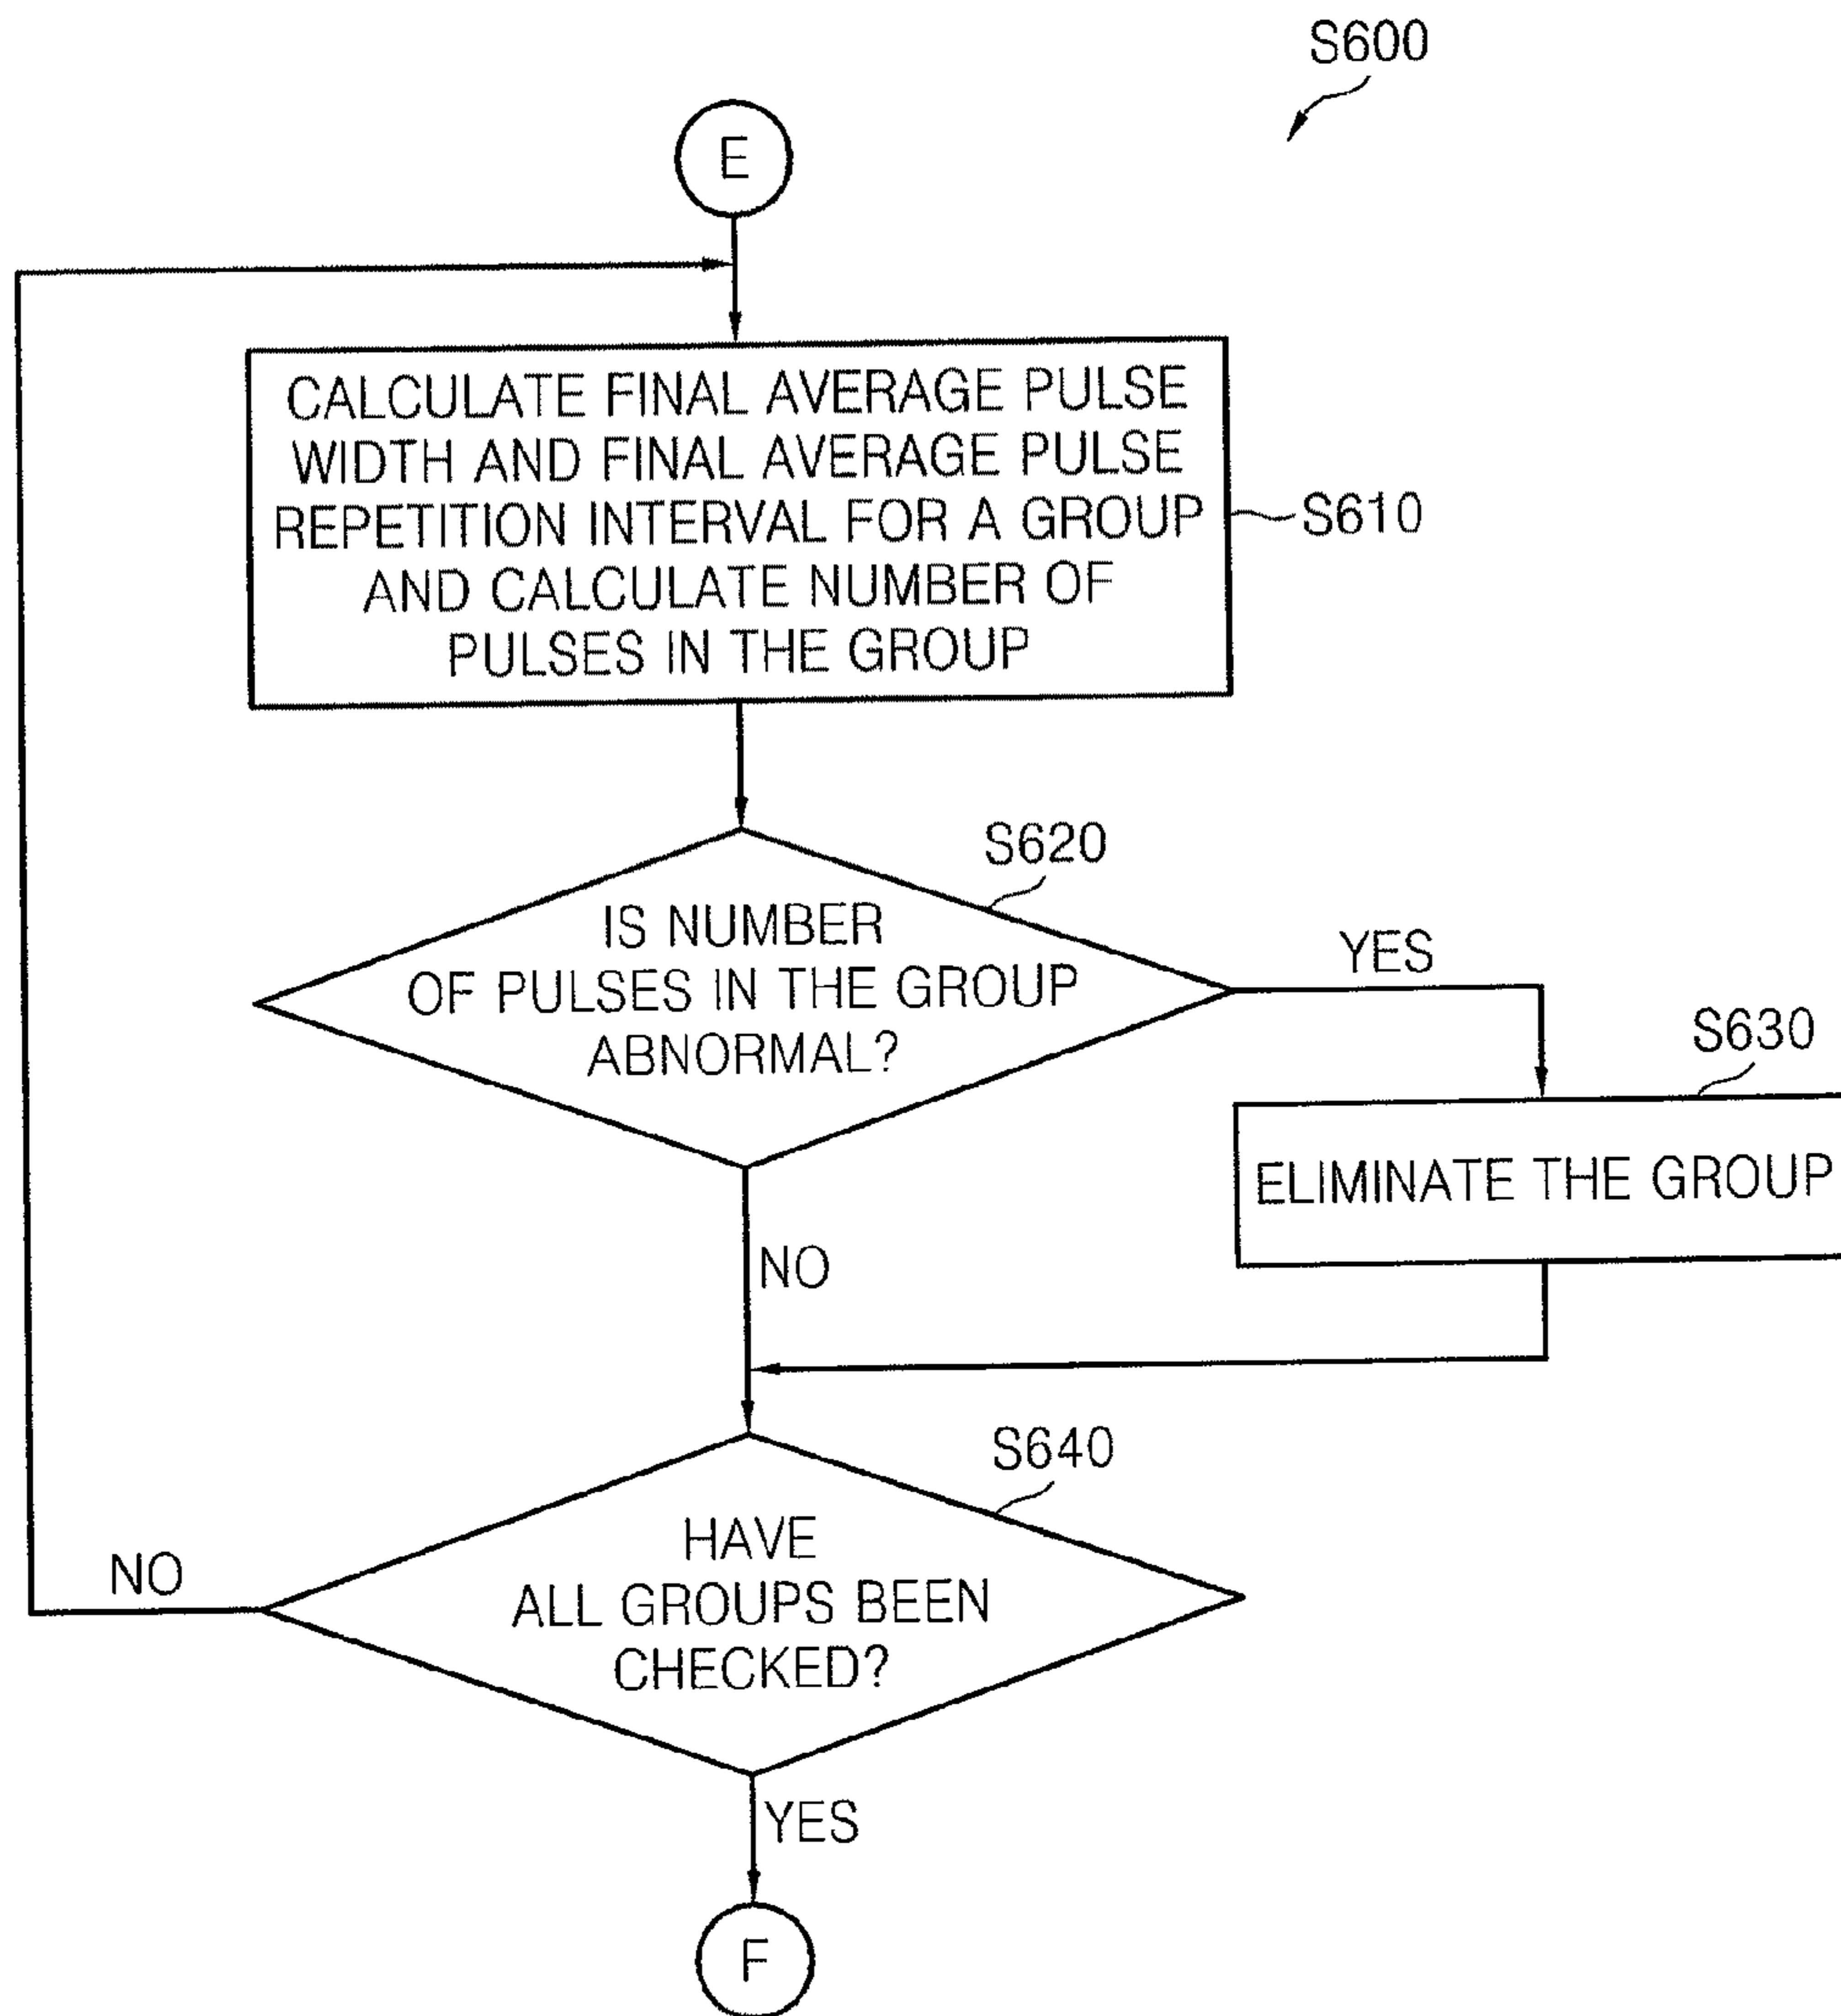 S600
E
CALCULATE FINAL AVERAGE PULSE
WIDTH AND FINAL AVERAGE PULSE
REPETITION INTERVAL FOR A GROUP
AND CALCULATE NUMBER OF
PULSES IN THE GROUP
S610
S620
IS NUMBER
OF PULSES IN THE GROUP
ABNORMAL?
YES
S630
ELIMINATE THE GROUP
NO
S640
HAVE
ALL GROUPS BEEN
CHECKED?
NO
YES
F